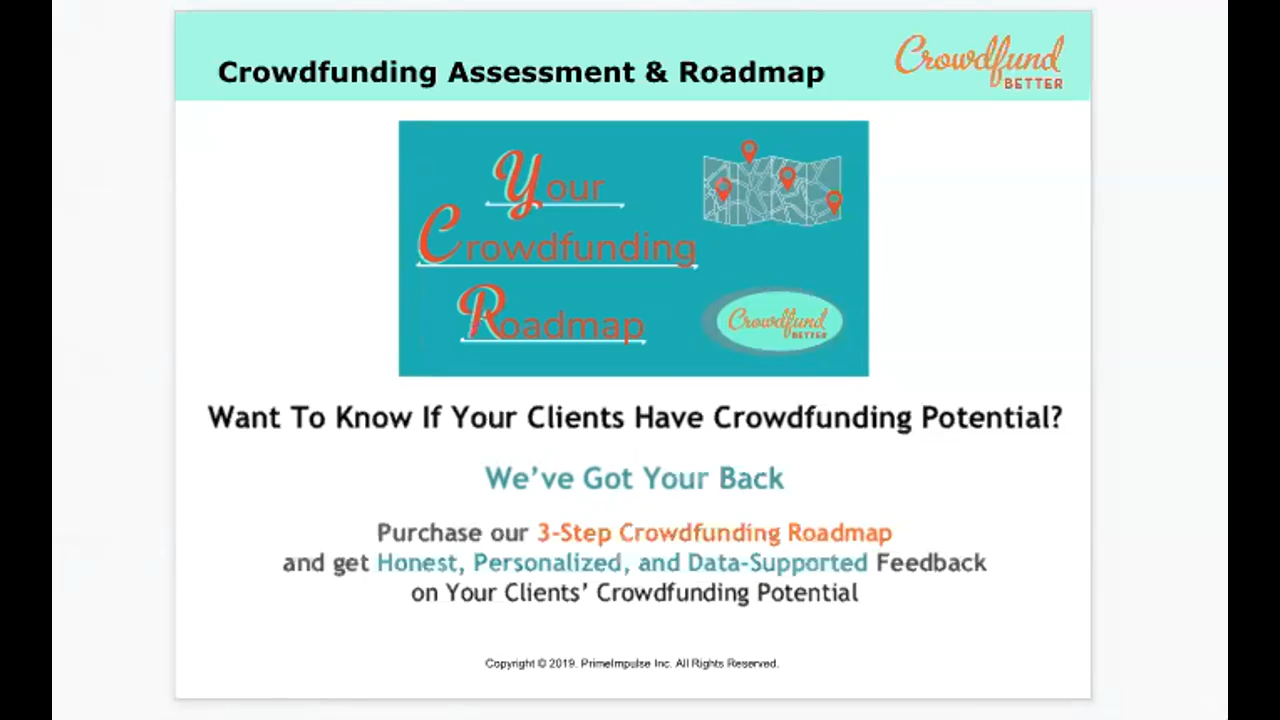 Crowdfunding Assessment & Roadmap
Crowdfund
BETTER
Your
Crowdfunding
Roadmap
Crowdfund
BETTER
Want To Know If Your Clients Have Crowdfunding Potential?
We've Got Your Back
Purchase our 3-Step Crowdfunding Roadmap
and get Honest, Personalized, and Data-Supported Feedback
on Your Clients' Crowdfunding Potential
Copyright © 2019. PrimeImpulse Inc. All Rights Reserved.